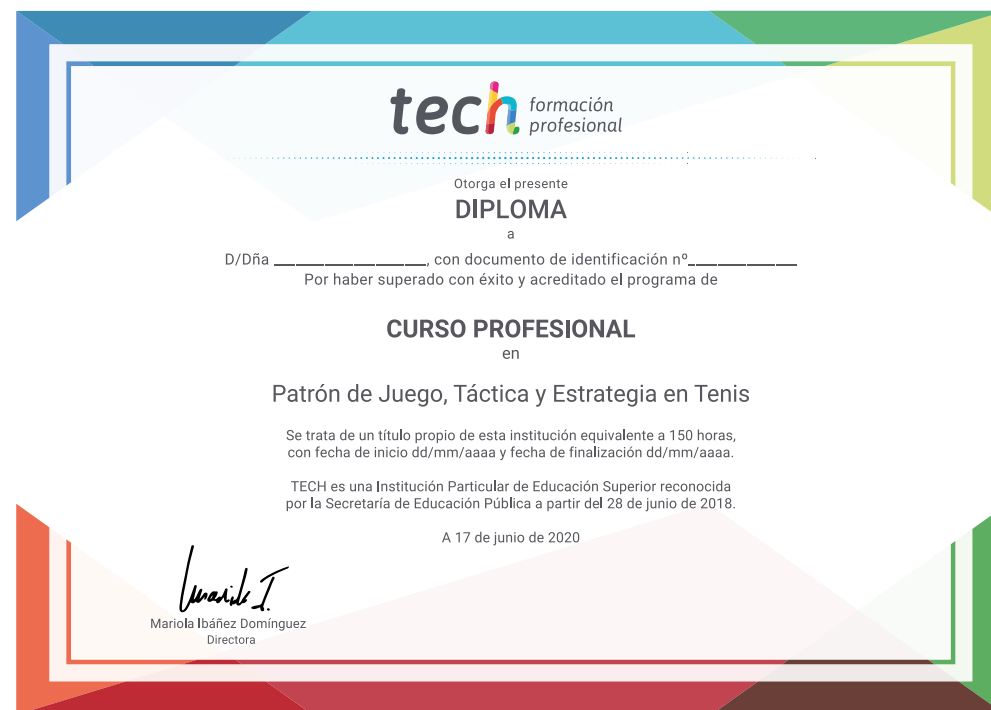 tech formación
profesional
Otorga el presente
DIPLOMA
a
D/Dña ________________, con documento de identificación nº___________
Por haber superado con éxito y acreditado el programa de
CURSO PROFESIONAL
en
Patrón de Juego, Táctica y Estrategia en Tenis
Se trata de un título propio de esta institución equivalente a 150 horas,
con fecha de inicio dd/mm/aaaa y fecha de finalización dd/mm/aaaa.
TECH es una Institución Particular de Educación Superior reconocida
por la Secretaría de Educación Pública a partir del 28 de junio de 2018.
A 17 de junio de 2020
Mariola Ibáñez Domínguez
Directora